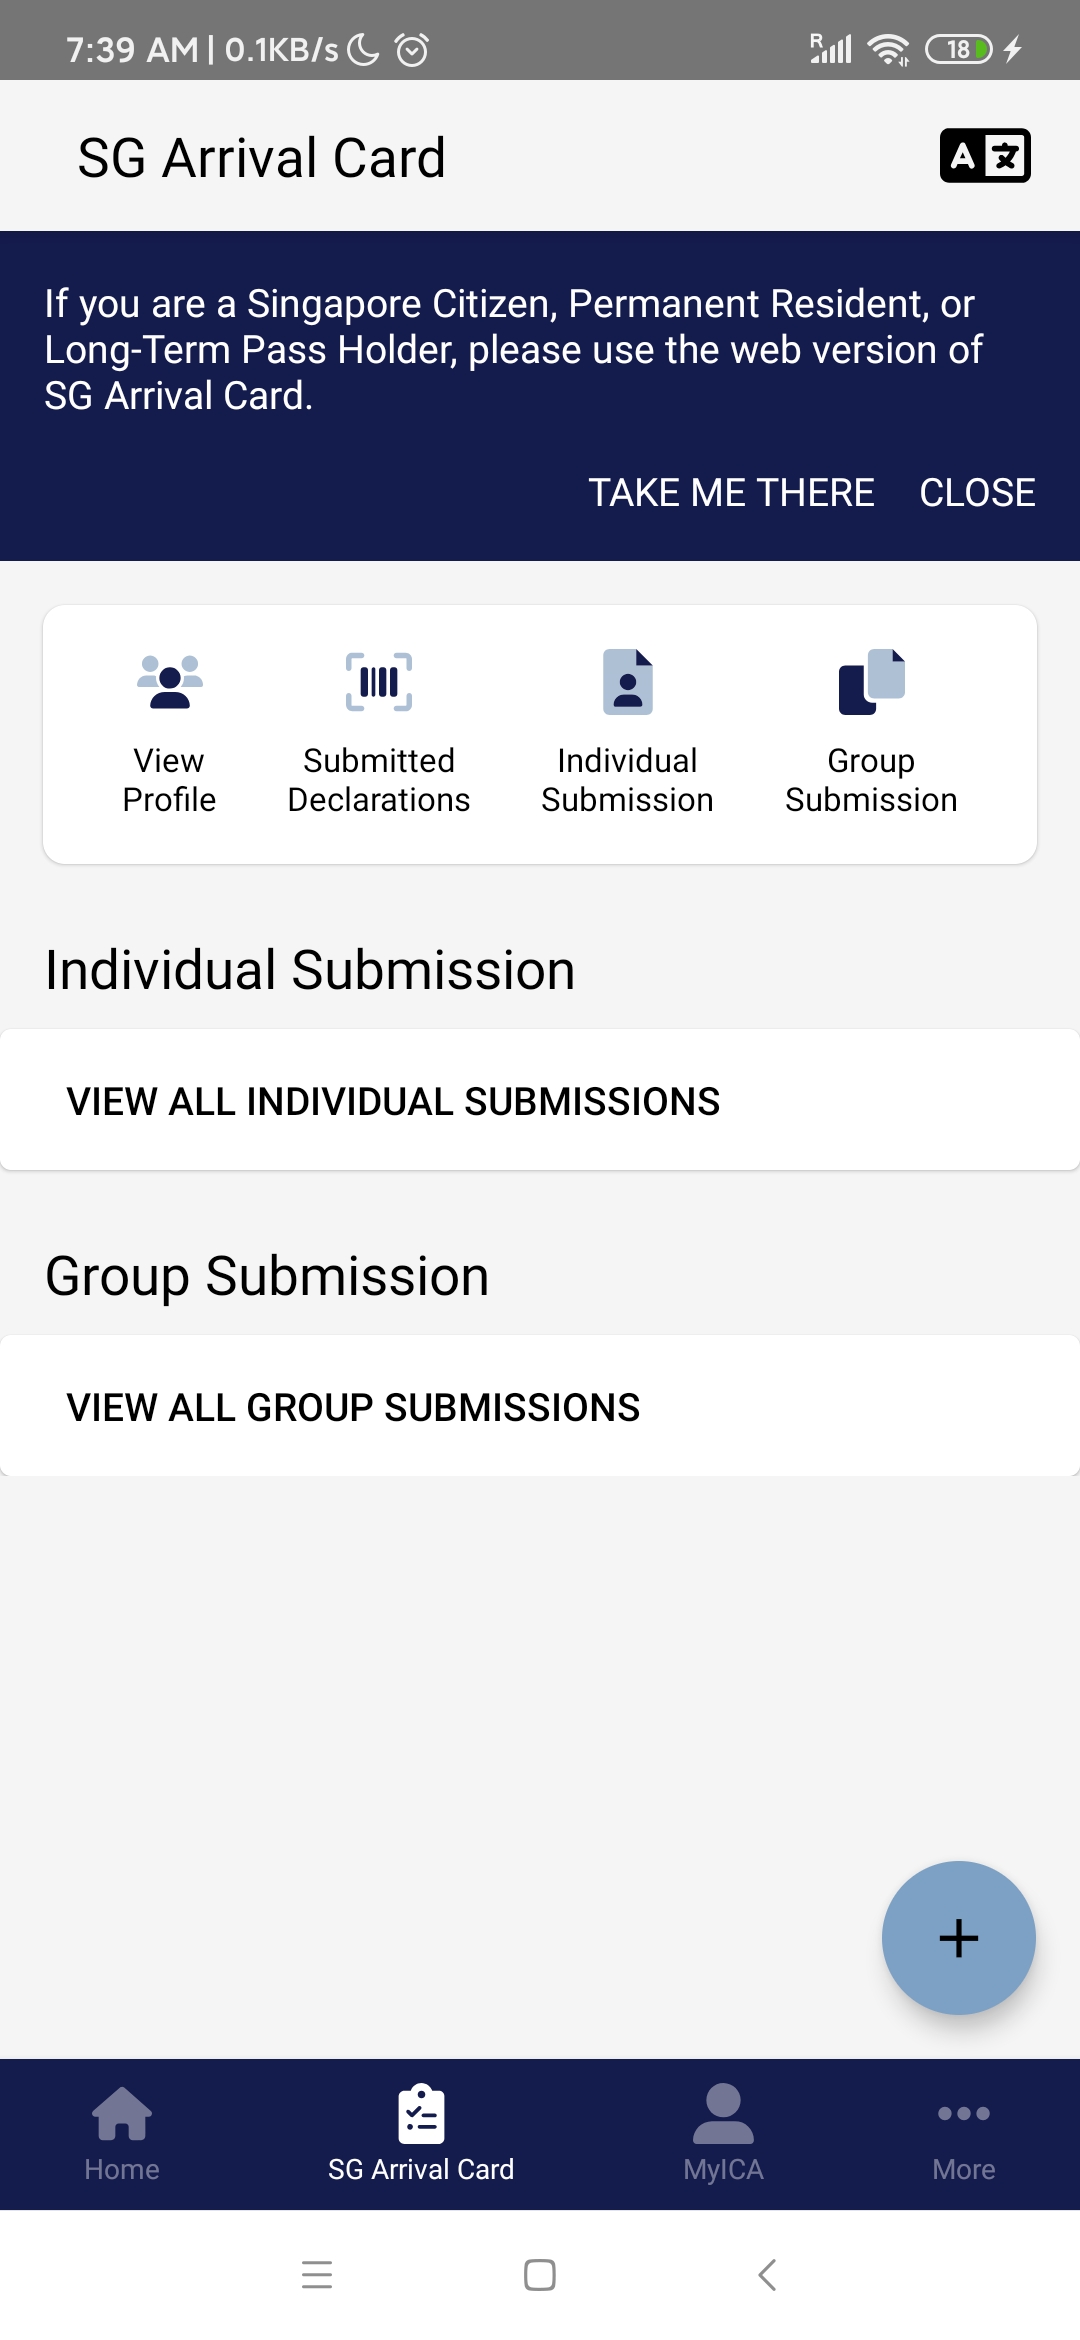 7:39 AM | 0.1KB/s
R
18
SG Arrival Card
A 文
If you are a Singapore Citizen, Permanent Resident, or
Long-Term Pass Holder, please use the web version of
SG Arrival Card.
TAKE ME THERE CLOSE
View
Profile
Submitted
Declarations
Individual
Submission
Group
Submission
Individual Submission
VIEW ALL INDIVIDUAL SUBMISSIONS
Group Submission
VIEW ALL GROUP SUBMISSIONS
+
Home
SG Arrival Card
MyICA
More